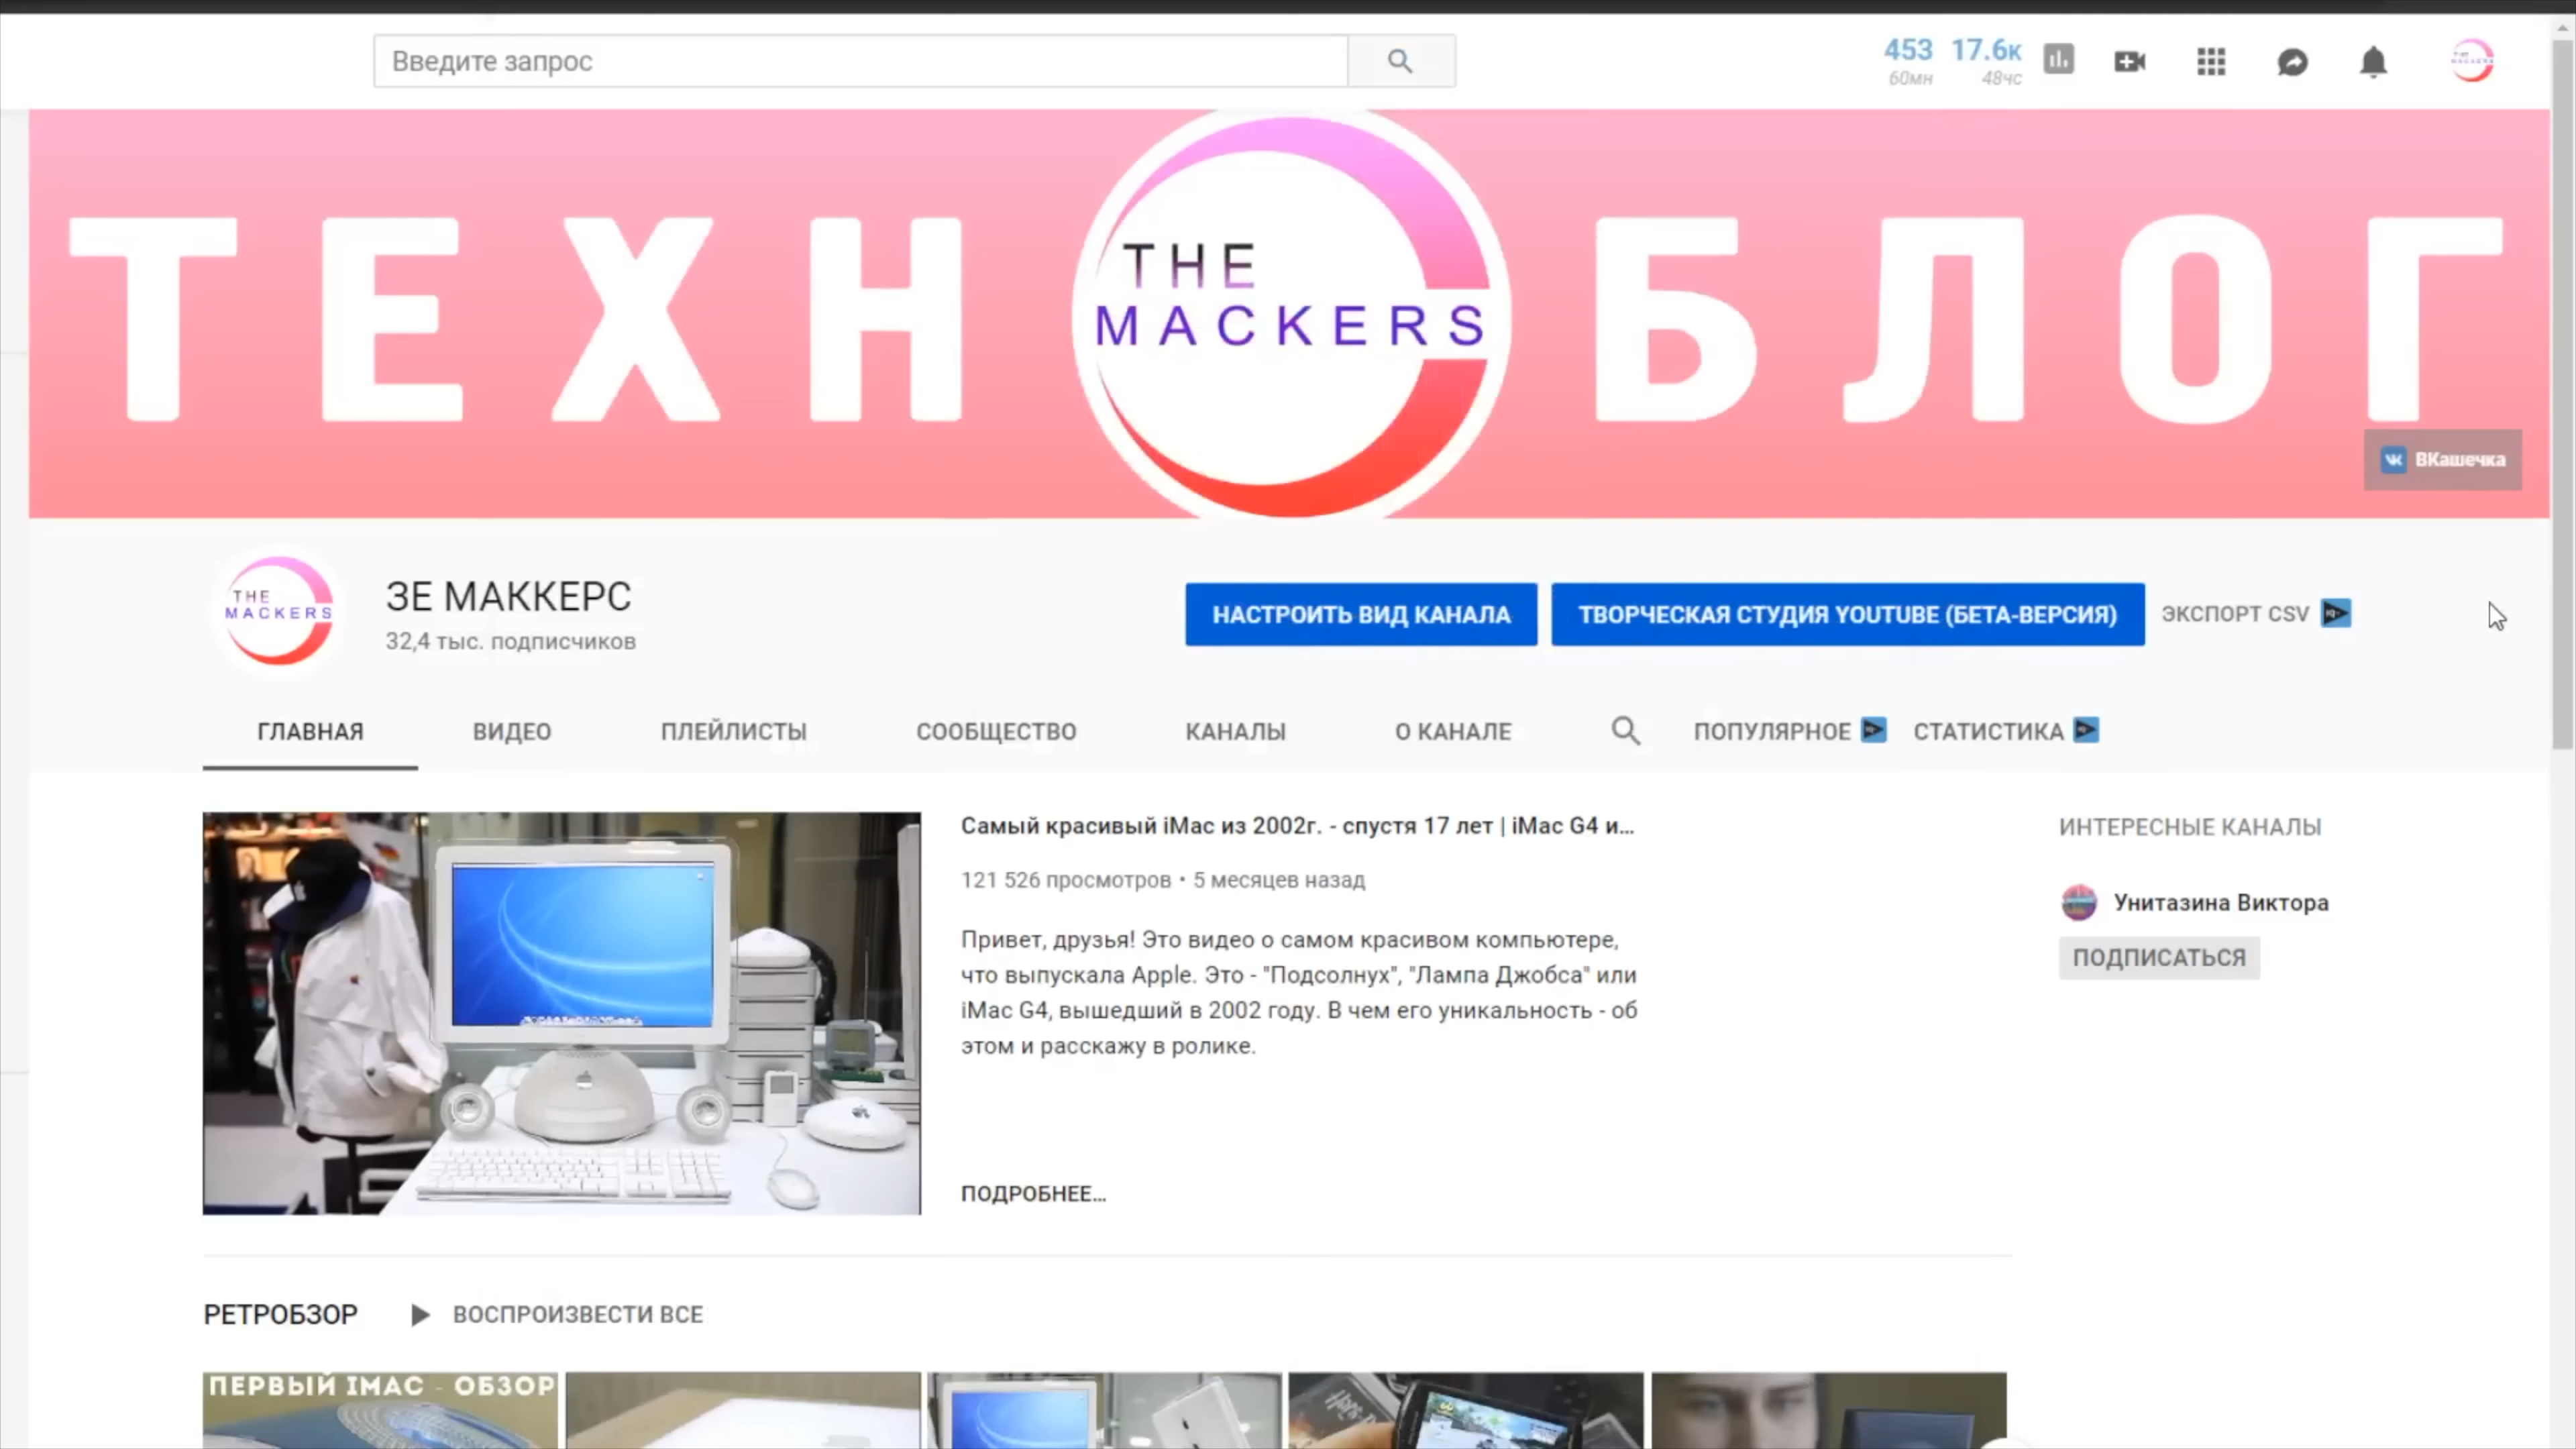 Введите запрос
453 17.6к
60мн 48чс
ТЕХН БЛОГ
THE
MACKERS
ВКашечка
THE
MACKERS
ЗЕ МАККЕРС
32,4 тыс. подписчиков
НАСТРОИТЬ ВИД КАНАЛА
ТВОРЧЕСКАЯ СТУДИЯ YOUTUBE (БЕТА-ВЕРСИЯ)
ЭКСПОРТ CSV
ГЛАВНАЯ ВИДЕО ПЛЕЙЛИСТЫ СООБЩЕСТВО КАНАЛЫ О КАНАЛЕ ПОПУЛЯРНОЕ СТАТИСТИКА
Самый красивый iMac из 2002г. - спустя 17 лет | iMac G4 и...
121 526 просмотров • 5 месяцев назад
Привет, друзья! Это видео о самом красивом компьютере,
что выпускала Apple. Это - "Подсолнух", "Лампа Джобса" или
iMac G4, вышедший в 2002 году. В чем его уникальность - об
этом и расскажу в ролике.
ПОДРОБНЕЕ...
ИНТЕРЕСНЫЕ КАНАЛЫ
Унитазина Виктора
ПОДПИСАТЬСЯ
РЕТРОБЗОР ВОСПРОИЗВЕСТИ ВСЕ
ПЕРВЫЙ IMAC - ОБЗОР